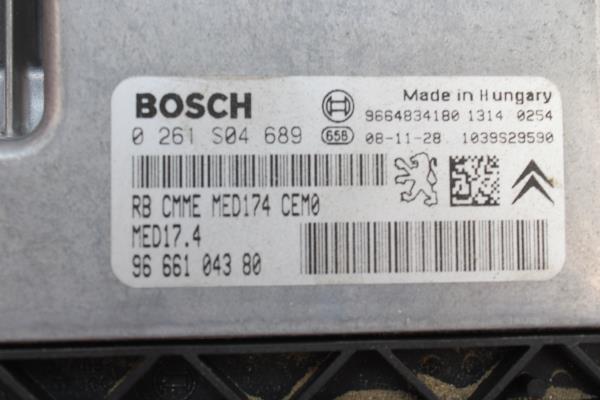 BOSCH
Made in Hungary
9664834180 1314 0254
0 261 S04 689
65B 08-11-28 1039S29590
RB CMME MED174 CEM0
MED17.4
96 661 043 80